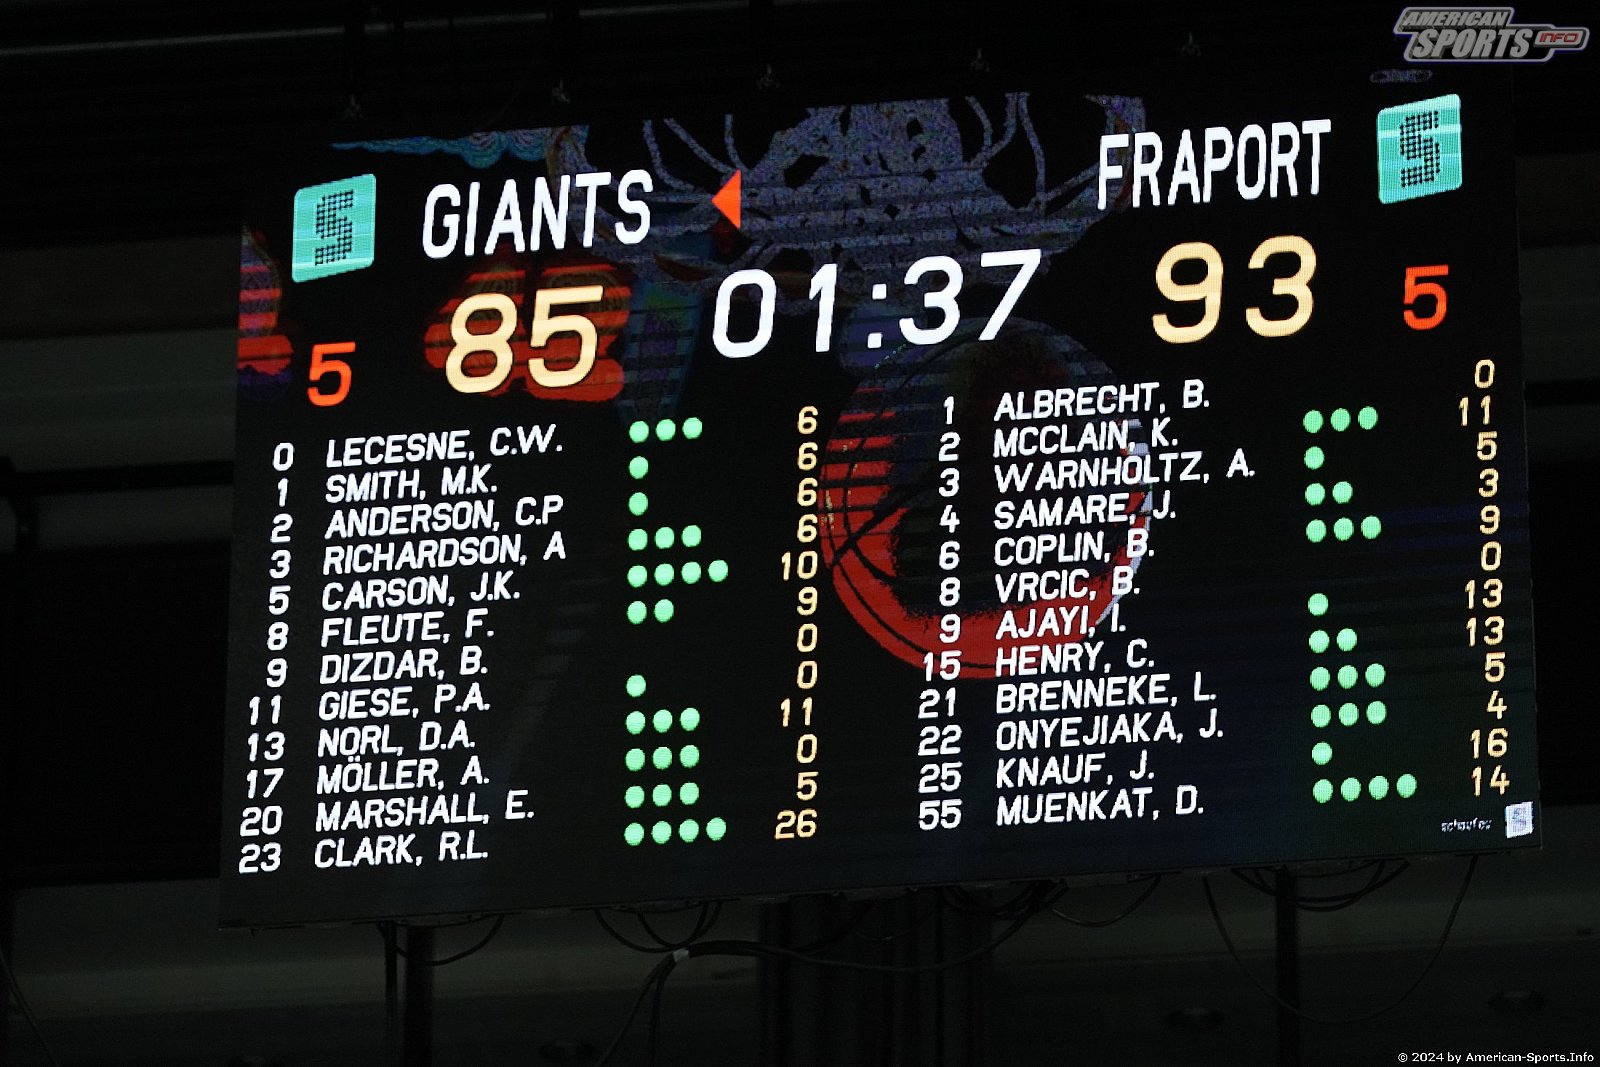 AMERICAN
SPORTS INFO
GIANTS FRAPORT
85 01:37 93
5 5
0 LECESNE, C.W. 6
1 SMITH, M.K. 6
2 ANDERSON, C.P 6
3 RICHARDSON, A 6
5 CARSON, J.K. 10
8 FLEUTE, F. 9
9 DIZDAR, B. 0
11 GIESE, P.A. 0
13 NORL, D.A. 11
17 MÖLLER, A. 0
20 MARSHALL, E. 5
23 CLARK, R.L. 26
1 ALBRECHT, B. 0
2 MCCLAIN, K. 11
3 WARNHOLTZ, A. 5
4 SAMARE, J. 3
6 COPLIN, B. 9
8 VRCIC, B. 0
9 AJAYI, I. 13
15 HENRY, C. 13
21 BRENNEKE, L. 5
22 ONYEJIAKA, J. 4
25 KNAUF, J. 16
55 MUENKAT, D. 14
© 2024 by American-Sports.Info